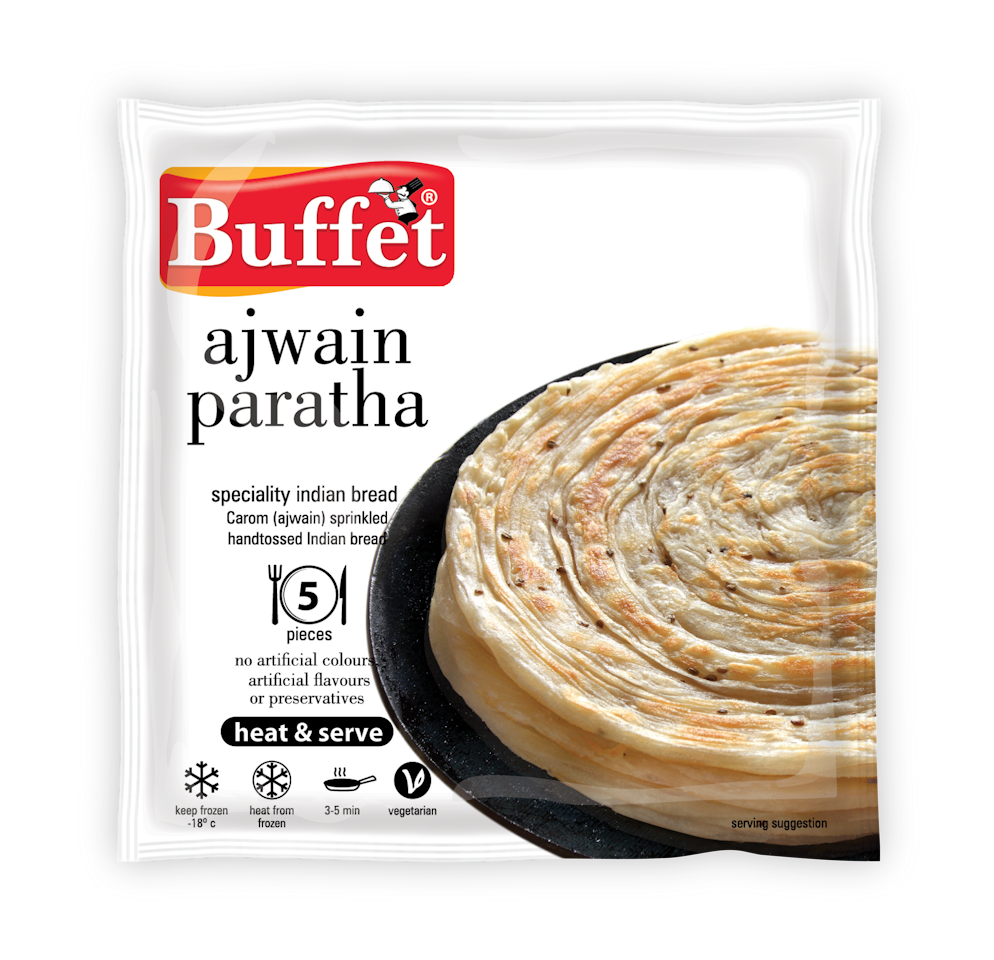 Buffet®
ajwain
paratha
speciality indian bread
Carom (ajwain) sprinkled
handtossed Indian bread
5
pieces
no artificial colours,
artificial flavours
or preservatives
heat & serve
keep frozen
-18° c
heat from
frozen
3-5 min
vegetarian
serving suggestion